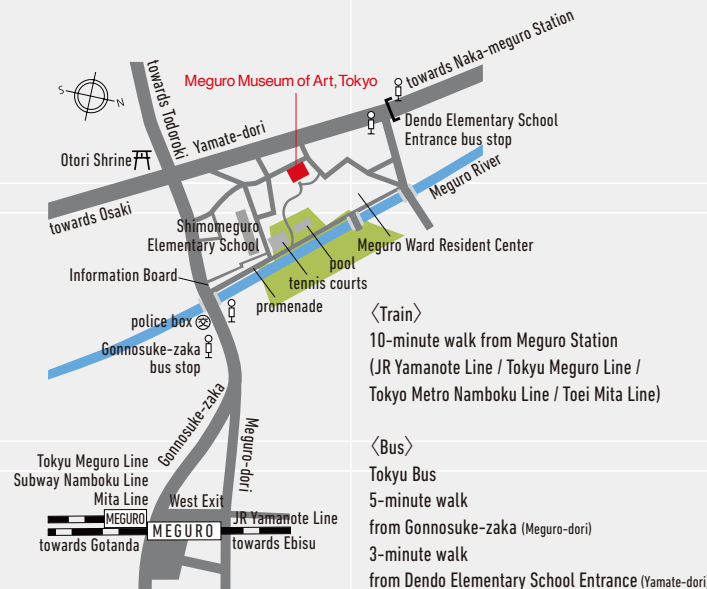 towards Naka-meguro Station
S
N
towards Todoroki
Meguro Museum of Art, Tokyo
Yamate-dori
Dendo Elementary School
Entrance bus stop
Otori Shrine
Meguro River
towards Osaki
Shimomeguro
Elementary School
Meguro Ward Resident Center
pool
Information Board
tennis courts
promenade
police box
交
Gonnosuke-zaka
bus stop
〈Train〉
10-minute walk from Meguro Station
(JR Yamanote Line / Tokyu Meguro Line /
Tokyo Metro Namboku Line / Toei Mita Line)
Gonnosuke-zaka
Meguro-dori
〈Bus〉
Tokyu Bus
5-minute walk
from Gonnosuke-zaka (Meguro-dori)
3-minute walk
from Dendo Elementary School Entrance (Yamate-dori
Tokyu Meguro Line
Subway Namboku Line
Mita Line
West Exit
MEGURO
MEGURO
JR Yamanote Line
towards Gotanda
towards Ebisu